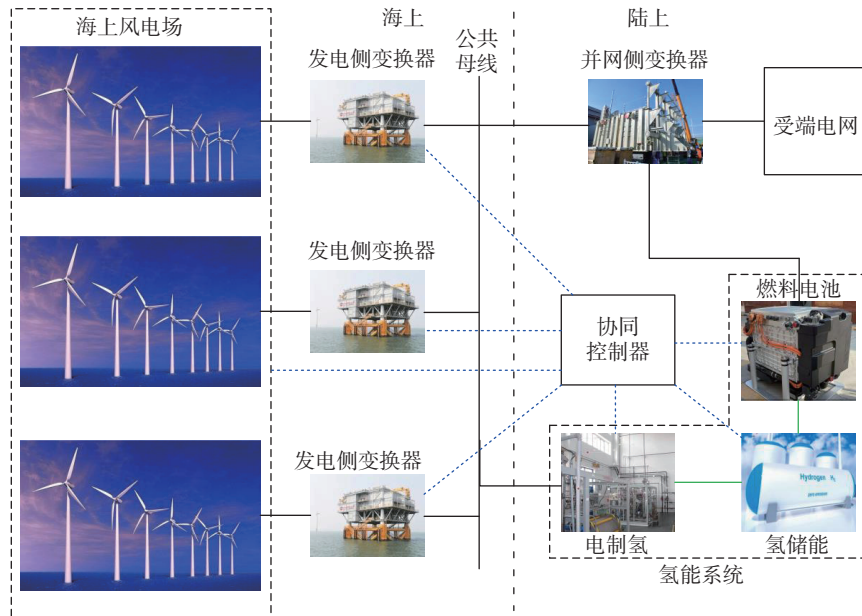 海上风电场
海上
陆上
发电侧变换器
公共
母线
并网侧变换器
受端电网
发电侧变换器
燃料电池
协同
控制器
发电侧变换器
Hydrogen H₂
电制氢
氢储能
氢能系统